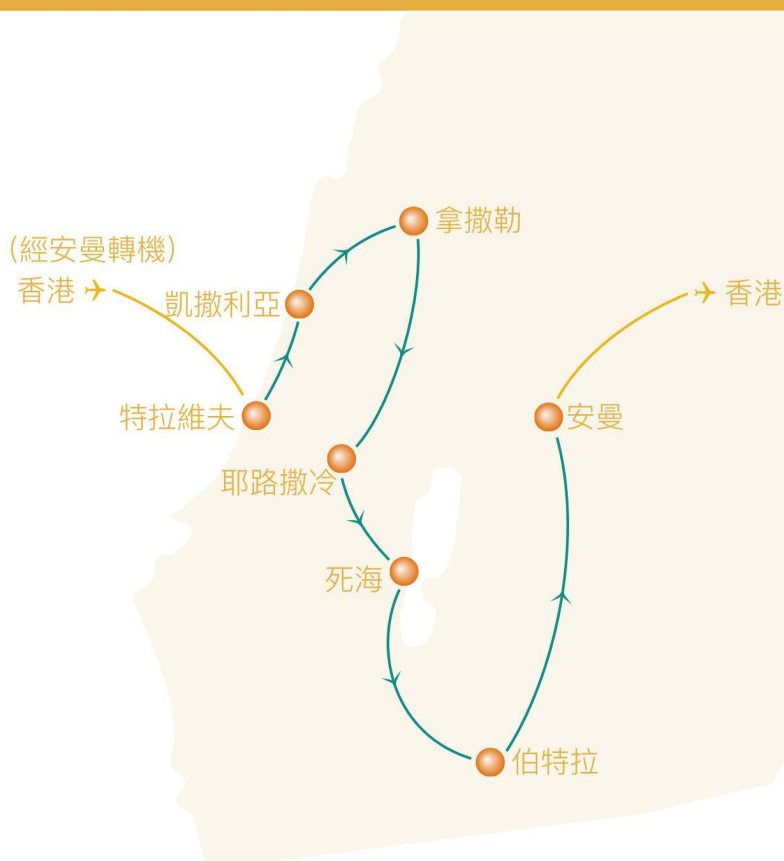 拿撒勒
(經安曼轉機)
香港
香港
凱撒利亞
特拉維夫
安曼
耶路撒冷
死海
伯特拉